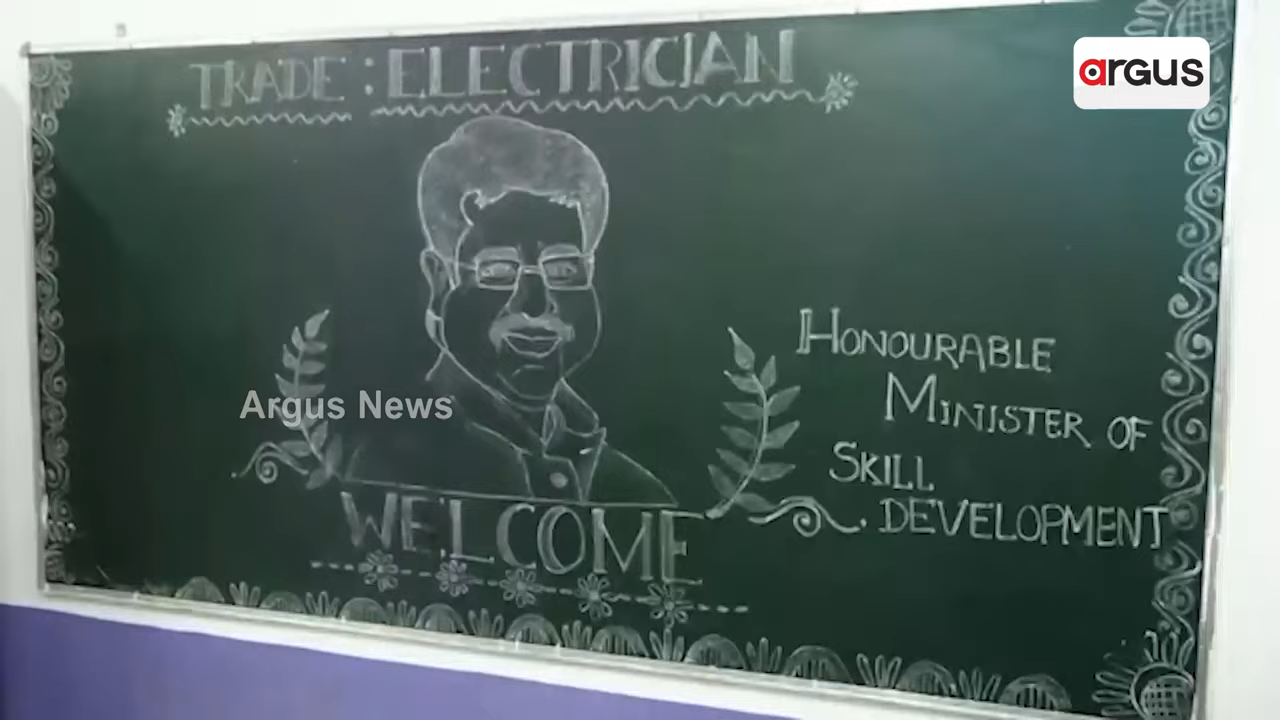 TRADE : ELECTRICIAN
argus
HONOURABLE
MINISTER OF
SKILL
DEVELOPMENT
Argus News
WELCOME